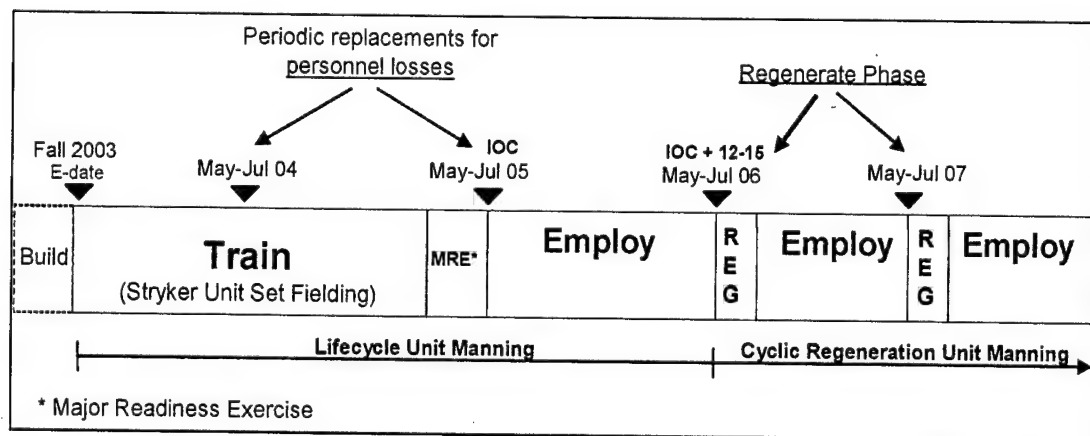 Periodic replacements for
personnel losses
Regenerate Phase
Fall 2003
E-date
May-Jul 04
IOC
May-Jul 05
IOC + 12-15
May-Jul 06
May-Jul 07
Build
Train
(Stryker Unit Set Fielding)
MRE*
Employ
R
E
G
Employ
R
E
G
Employ
Lifecycle Unit Manning
Cyclic Regeneration Unit Manning
* Major Readiness Exercise